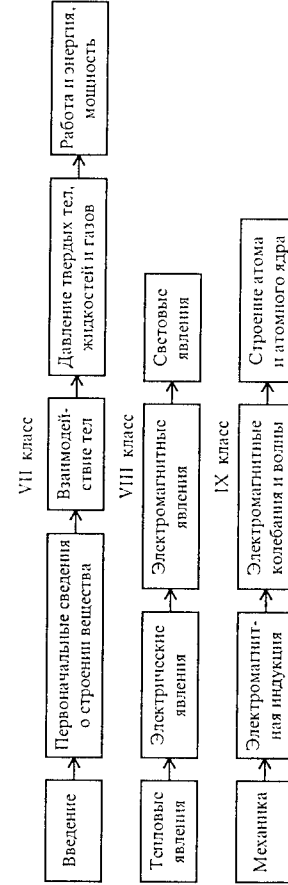 VII класс
Введение
Первоначальные сведения
о строении вещества
Взаимодей-
ствие тел
Давление твердых тел,
жидкостей и газов
Работа и энергия,
мощность
VIII класс
Тепловые
явления
Электрические
явления
Электромагнитные
явления
Световые
явления
IX класс
Механика
Электромагнит-
ная индукция
Электромагнитные
колебания и волны
Строение атома
и атомного ядра